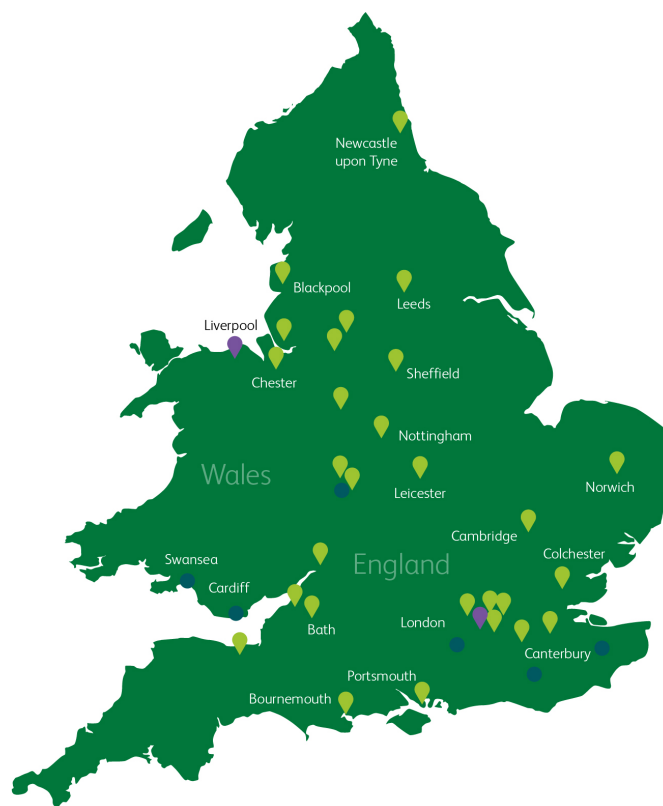 Newcastle
upon Tyne
Blackpool
Leeds
Liverpool
Sheffield
Chester
Nottingham
Wales
Leicester
Norwich
Cambridge
Colchester
Swansea
England
Cardiff
London
Bath
Canterbury
Portsmouth
Bournemouth